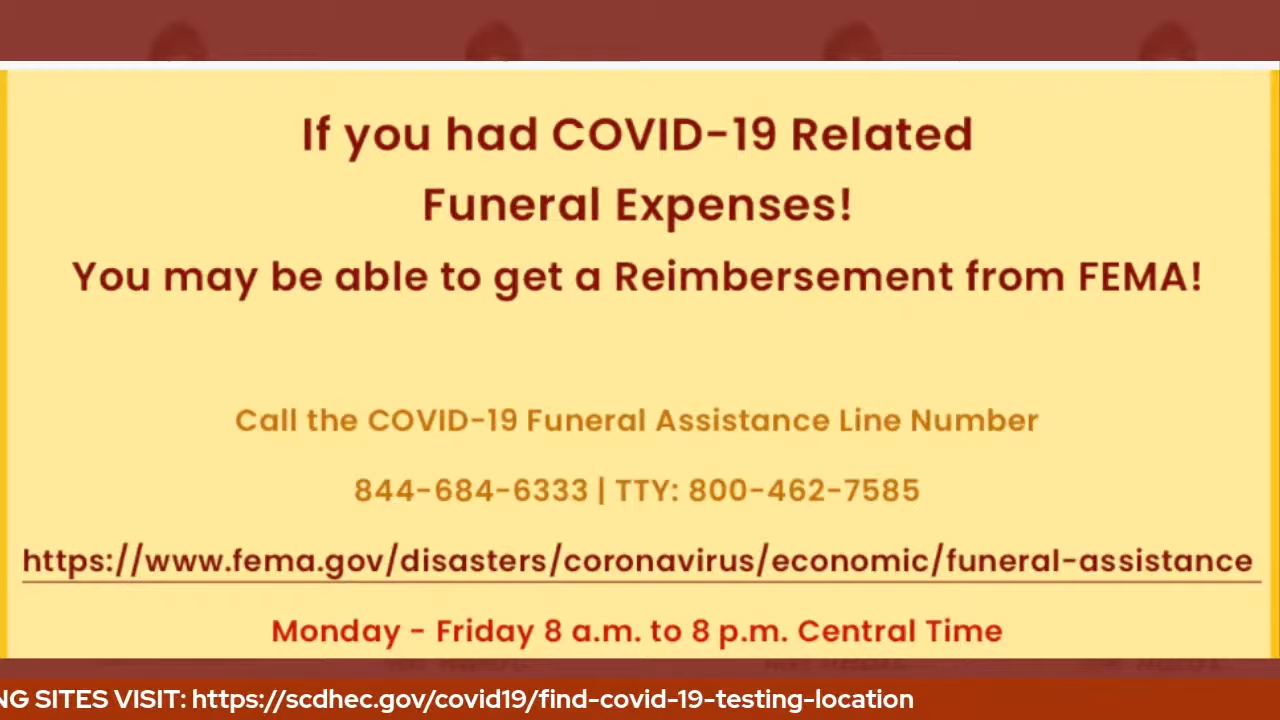 If you had COVID-19 Related
Funeral Expenses!
You may be able to get a Reimbersement from FEMA!
Call the COVID-19 Funeral Assistance Line Number
844-684-6333 | TTY: 800-462-7585
https://www.fema.gov/disasters/coronavirus/economic/funeral-assistance
Monday - Friday 8 a.m. to 8 p.m. Central Time
NG SITES VISIT: https://scdhec.gov/covid19/find-covid-19-testing-location